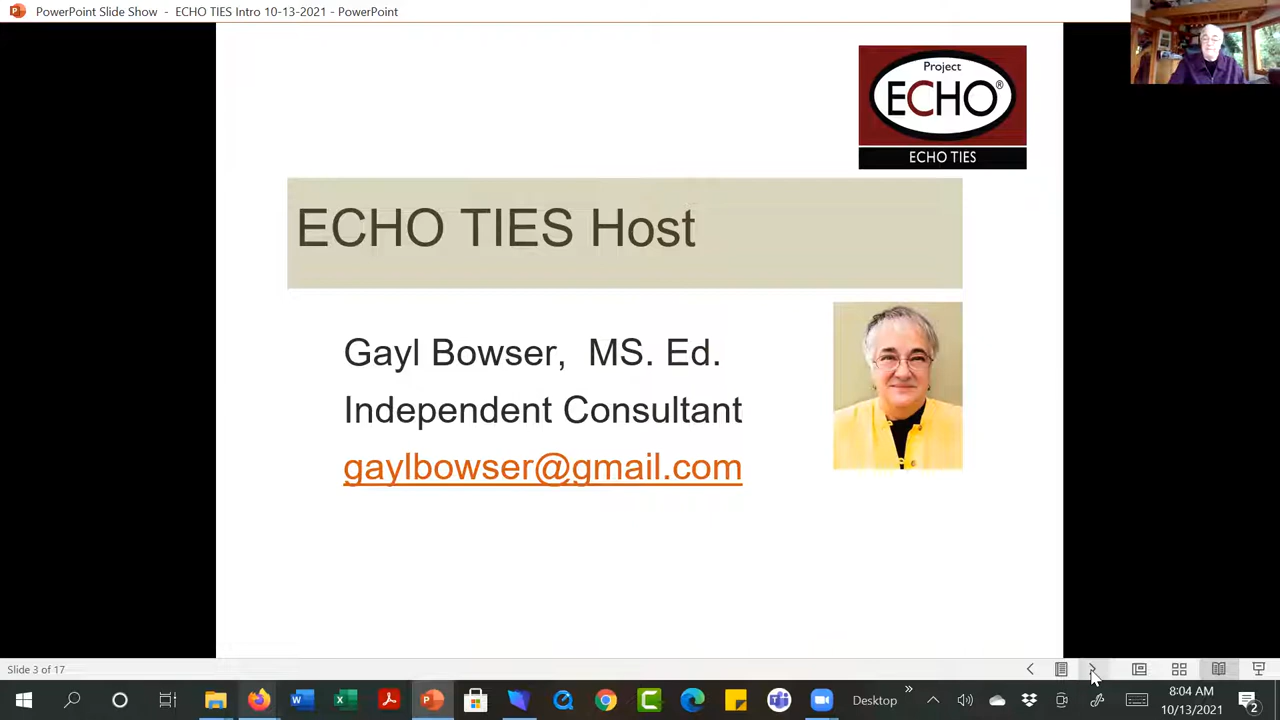 PowerPoint Slide Show - ECHO TIES Intro 10-13-2021 - PowerPoint
Project
ECHO®
ECHO TIES
ECHO TIES Host
Gayl Bowser, MS. Ed.
Independent Consultant
gaylbowser@gmail.com
Slide 3 of 17
Desktop
8:04 AM
10/13/2021
2